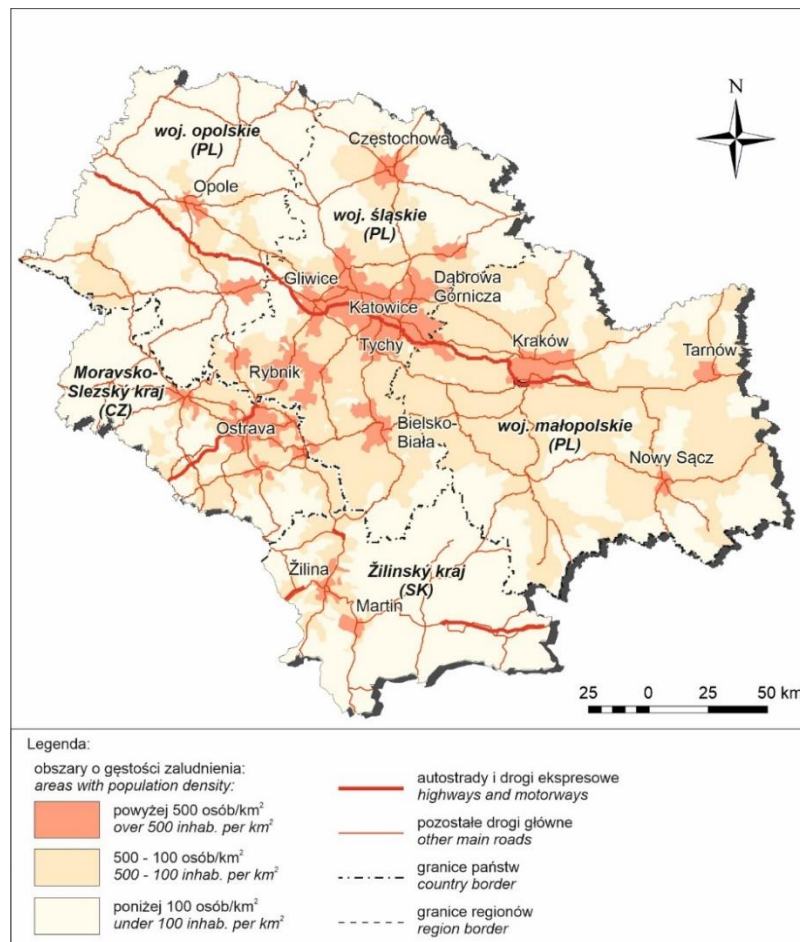 N
woj. opolskie
(PL)
Częstochowa
Opole
woj. śląskie
(PL)
Gliwice
Dąbrowa
Górnicza
Katowice
Kraków
Tychy
Tarnów
Rybnik
Moravsko-
Slezský kraj
(CZ)
Ostrava
Bielsko-
Biała
woj. małopolskie
(PL)
Nowy Sącz
Žilina
Žilinský kraj
(SK)
Martin
25 0 25 50 km
Legenda:
obszary o gęstości zaludnienia:
areas with population density:
powyżej 500 osób/km²
over 500 inhab. per km²
500 - 100 osób/km²
500 - 100 inhab. per km²
poniżej 100 osób/km²
under 100 inhab. per km²
autostrady i drogi ekspresowe
highways and motorways
pozostałe drogi główne
other main roads
granice państw
country border
granice regionów
region border